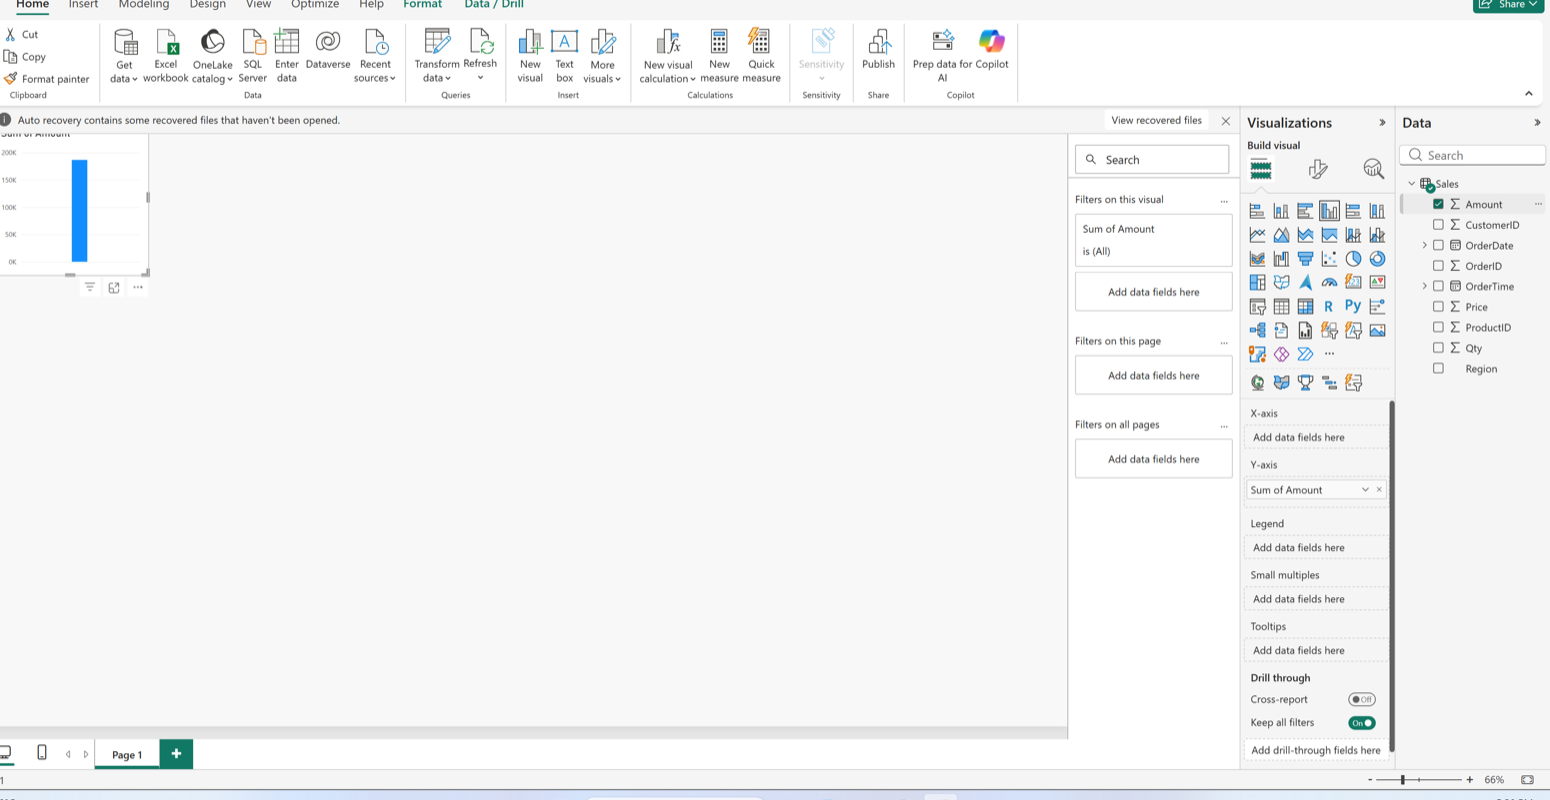 Home Insert Modeling Design View Optimize Help Format Data / Drill
Share
Cut
Copy
Format painter
Clipboard
Get data
Excel workbook
OneLake catalog
SQL Server
Enter data
Dataverse
Recent sources
Data
Transform data
Refresh
Queries
New visual
Text box
More visuals
Insert
New visual calculation
New measure
Quick measure
Calculations
Sensitivity
Sensitivity
Publish
Share
Prep data for AI
Copilot
Copilot
Auto recovery contains some recovered files that haven't been opened.
View recovered files
Sum of Amount
200K
150K
100K
50K
0K
Search
Filters on this visual
Sum of Amount
is (All)
Add data fields here
Filters on this page
Add data fields here
Filters on all pages
Add data fields here
Visualizations
Build visual
R
Py
X-axis
Add data fields here
Y-axis
Sum of Amount
Legend
Add data fields here
Small multiples
Add data fields here
Tooltips
Add data fields here
Drill through
Cross-report
Off
Keep all filters
On
Add drill-through fields here
Data
Search
Sales
Amount
CustomerID
OrderDate
OrderID
OrderTime
Price
ProductID
Qty
Region
Page 1
66%